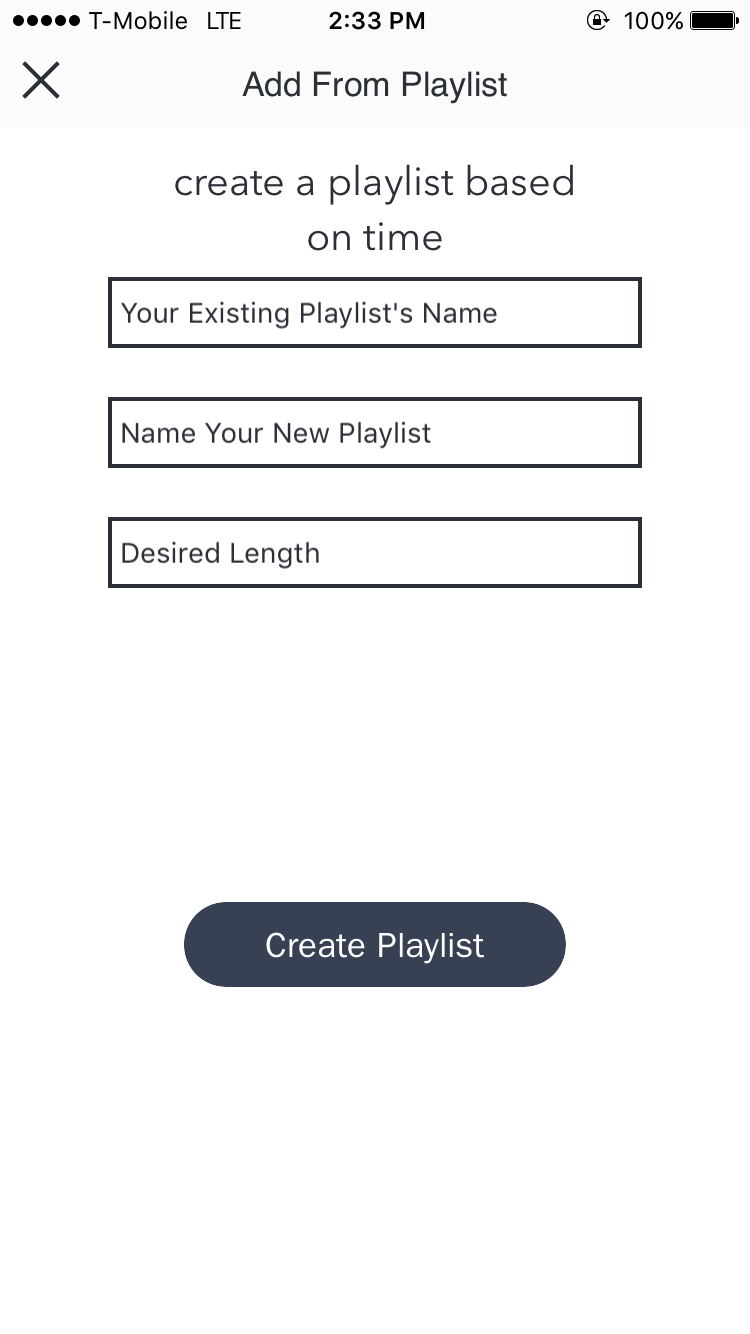 T-Mobile LTE 2:33 PM 100%
Add From Playlist
create a playlist based
on time
Your Existing Playlist's Name
Name Your New Playlist
Desired Length
Create Playlist